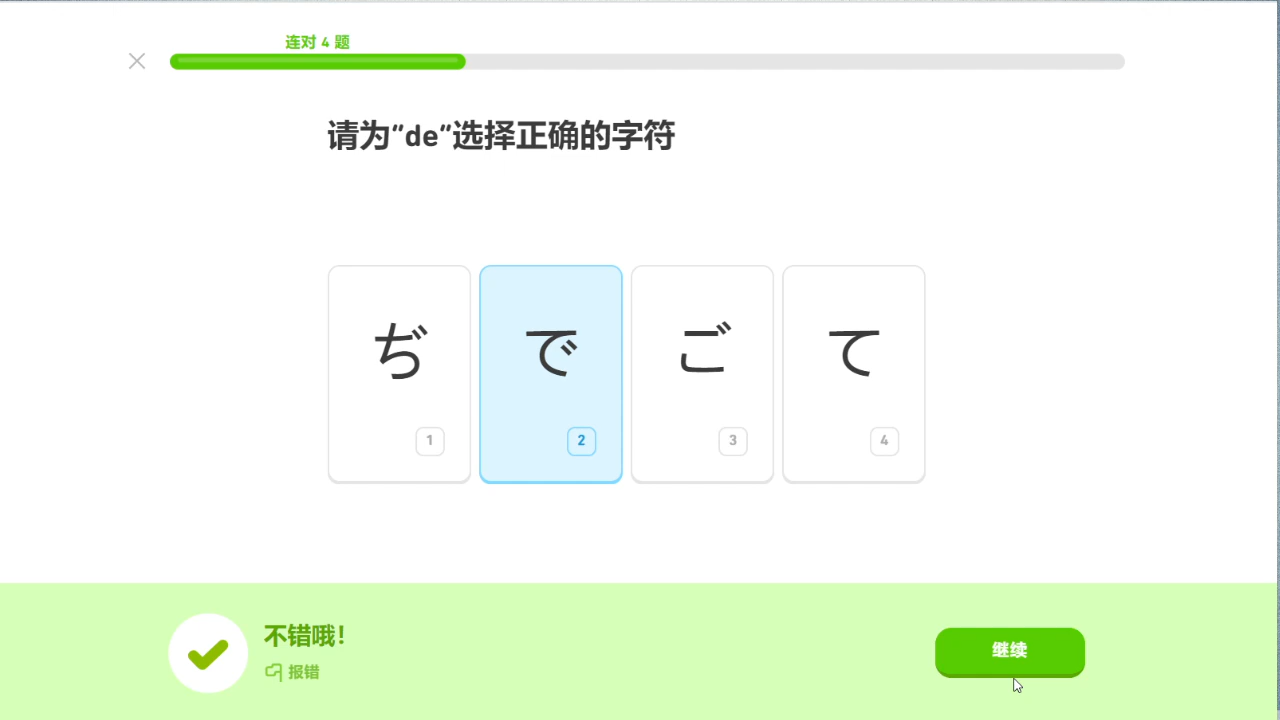 连对 4 题
请为“de”选择正确的字符
ぢ で ご て
1 2 3 4
不错哦！
报错
继续